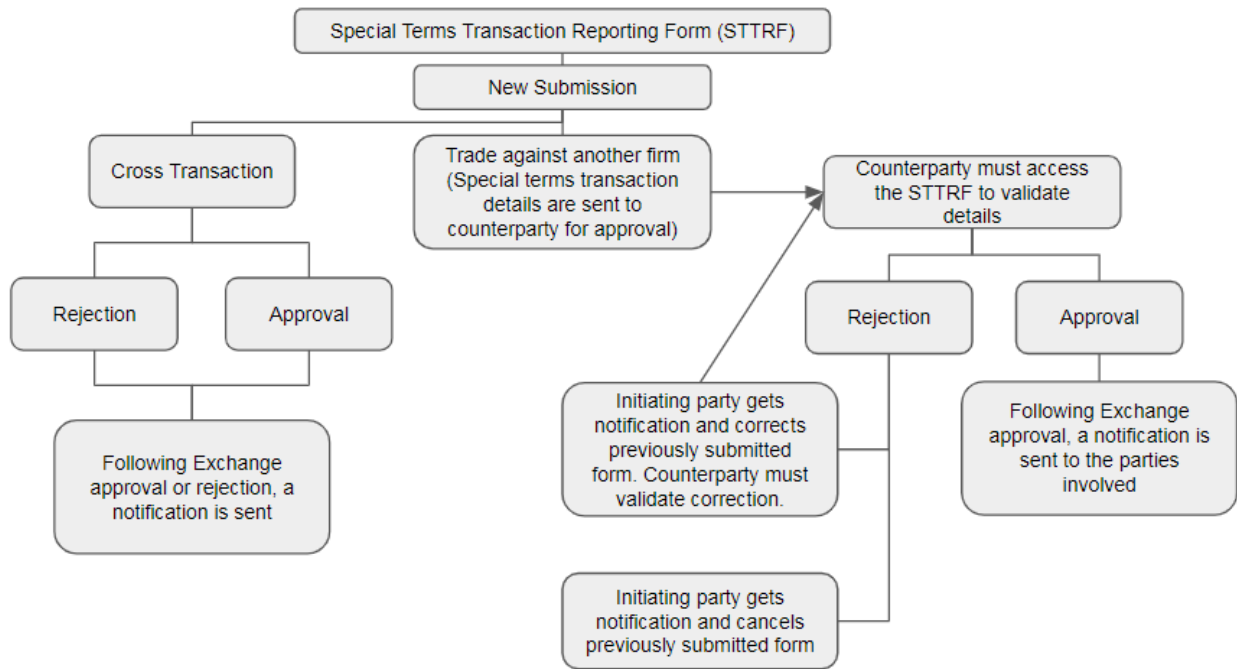 Special Terms Transaction Reporting Form (STTRF)
New Submission
Cross Transaction
Trade against another firm
(Special terms transaction
details are sent to
counterparty for approval)
Counterparty must access
the STTRF to validate
details
Rejection
Approval
Rejection
Approval
Following Exchange
approval or rejection, a
notification is sent
Initiating party gets
notification and corrects
previously submitted
form. Counterparty must
validate correction.
Following Exchange
approval, a notification is
sent to the parties
involved
Initiating party gets
notification and cancels
previously submitted form